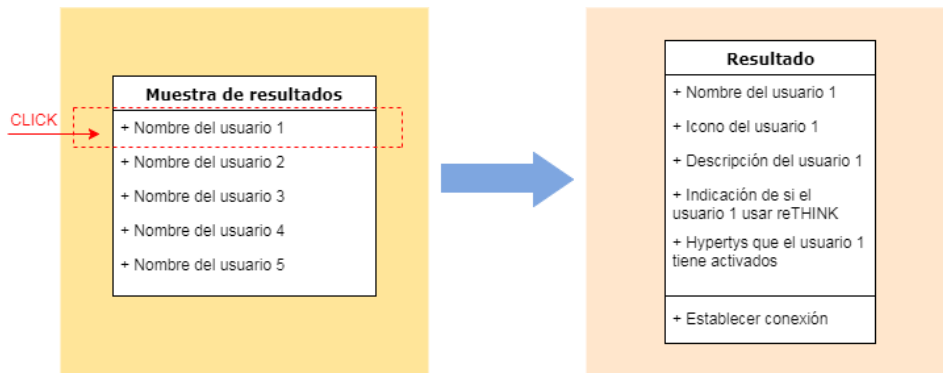 CLICK
Muestra de resultados
+ Nombre del usuario 1
+ Nombre del usuario 2
+ Nombre del usuario 3
+ Nombre del usuario 4
+ Nombre del usuario 5
Resultado
+ Nombre del usuario 1
+ Icono del usuario 1
+ Descripción del usuario 1
+ Indicación de si el
usuario 1 usar reTHINK
+ Hypertys que el usuario 1
tiene activados
+ Establecer conexión